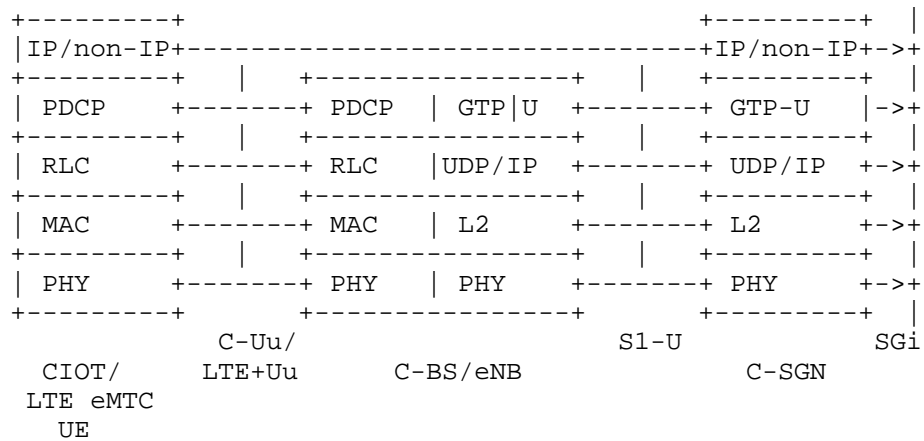 +---------+                                       +---------+  |
|IP/non-IP+---------------------------------------+IP/non-IP+->+
+---------+   |   +-----------------+   |   +---------+  |
| PDCP    +-------+ PDCP   | GTP|U  +-------+ GTP-U   |->+
+---------+   |   +-----------------+   |   +---------+  |
| RLC     +-------+ RLC    |UDP/IP  +-------+ UDP/IP  +->+
+---------+   |   +-----------------+   |   +---------+  |
| MAC     +-------+ MAC    | L2     +-------+ L2      +->+
+---------+   |   +-----------------+   |   +---------+  |
| PHY     +-------+ PHY    | PHY    +-------+ PHY     +->+
+---------+       +-----------------+       +---------+  |
C-Uu/                    S1-U         SGi
CIOT/    LTE+Uu     C-BS/eNB              C-SGN
LTE eMTC
UE